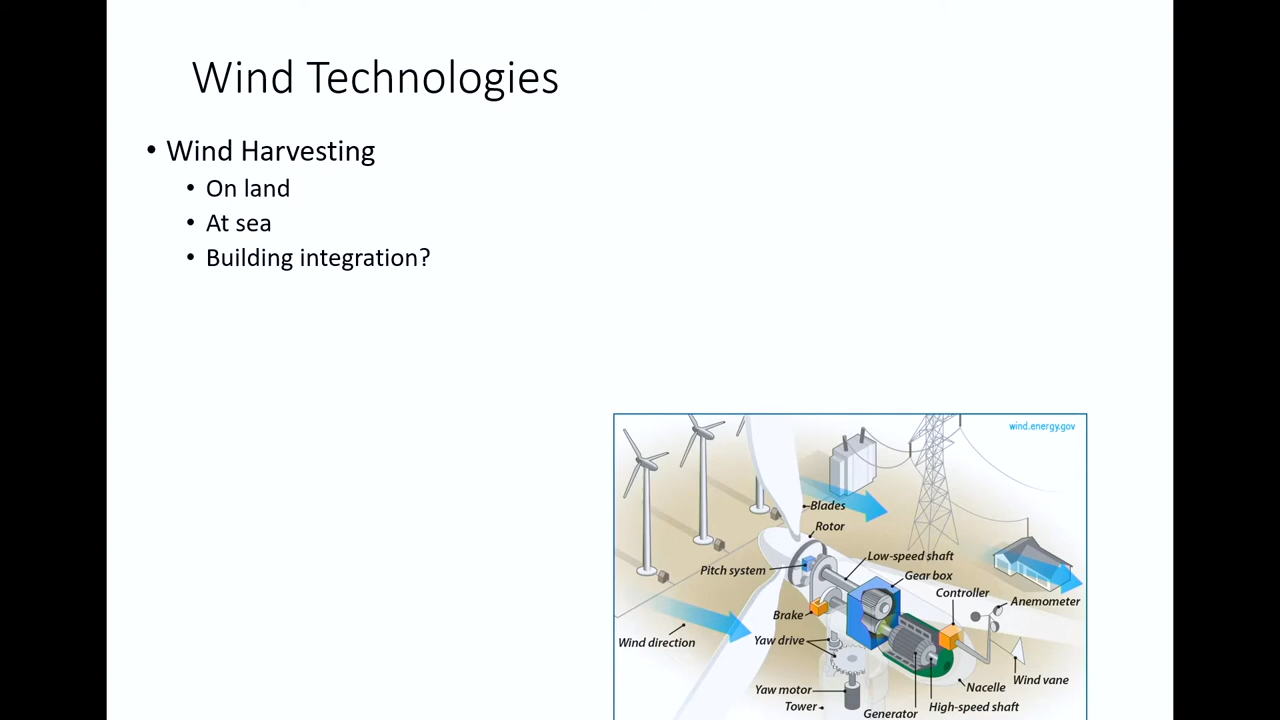 Wind Technologies
• Wind Harvesting
• On land
• At sea
• Building integration?
wind.energy.gov
Blades
Rotor
Low-speed shaft
Pitch system
Gear box
Controller
Anemometer
Brake
Wind direction
Yaw drive
Wind vane
Nacelle
Yaw motor
Tower
High-speed shaft
Generator